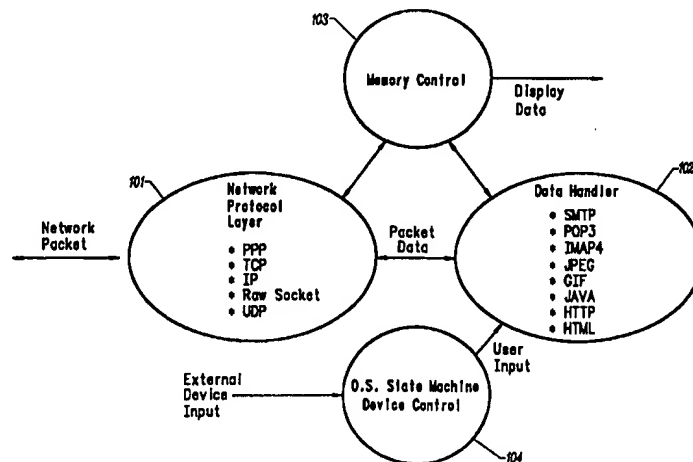 103
Memory Control
Display
Data
101
Network
Protocol
Layer
* PPP
* TCP
* IP
* Raw Socket
* UDP
Network
Packet
Packet
Data
102
Data Handler
* SMTP
* POP3
* IMAP4
* JPEG
* GIF
* JAVA
* HTTP
* HTML
User
Input
External
Device
Input
O.S. State Machine
Device Control
104